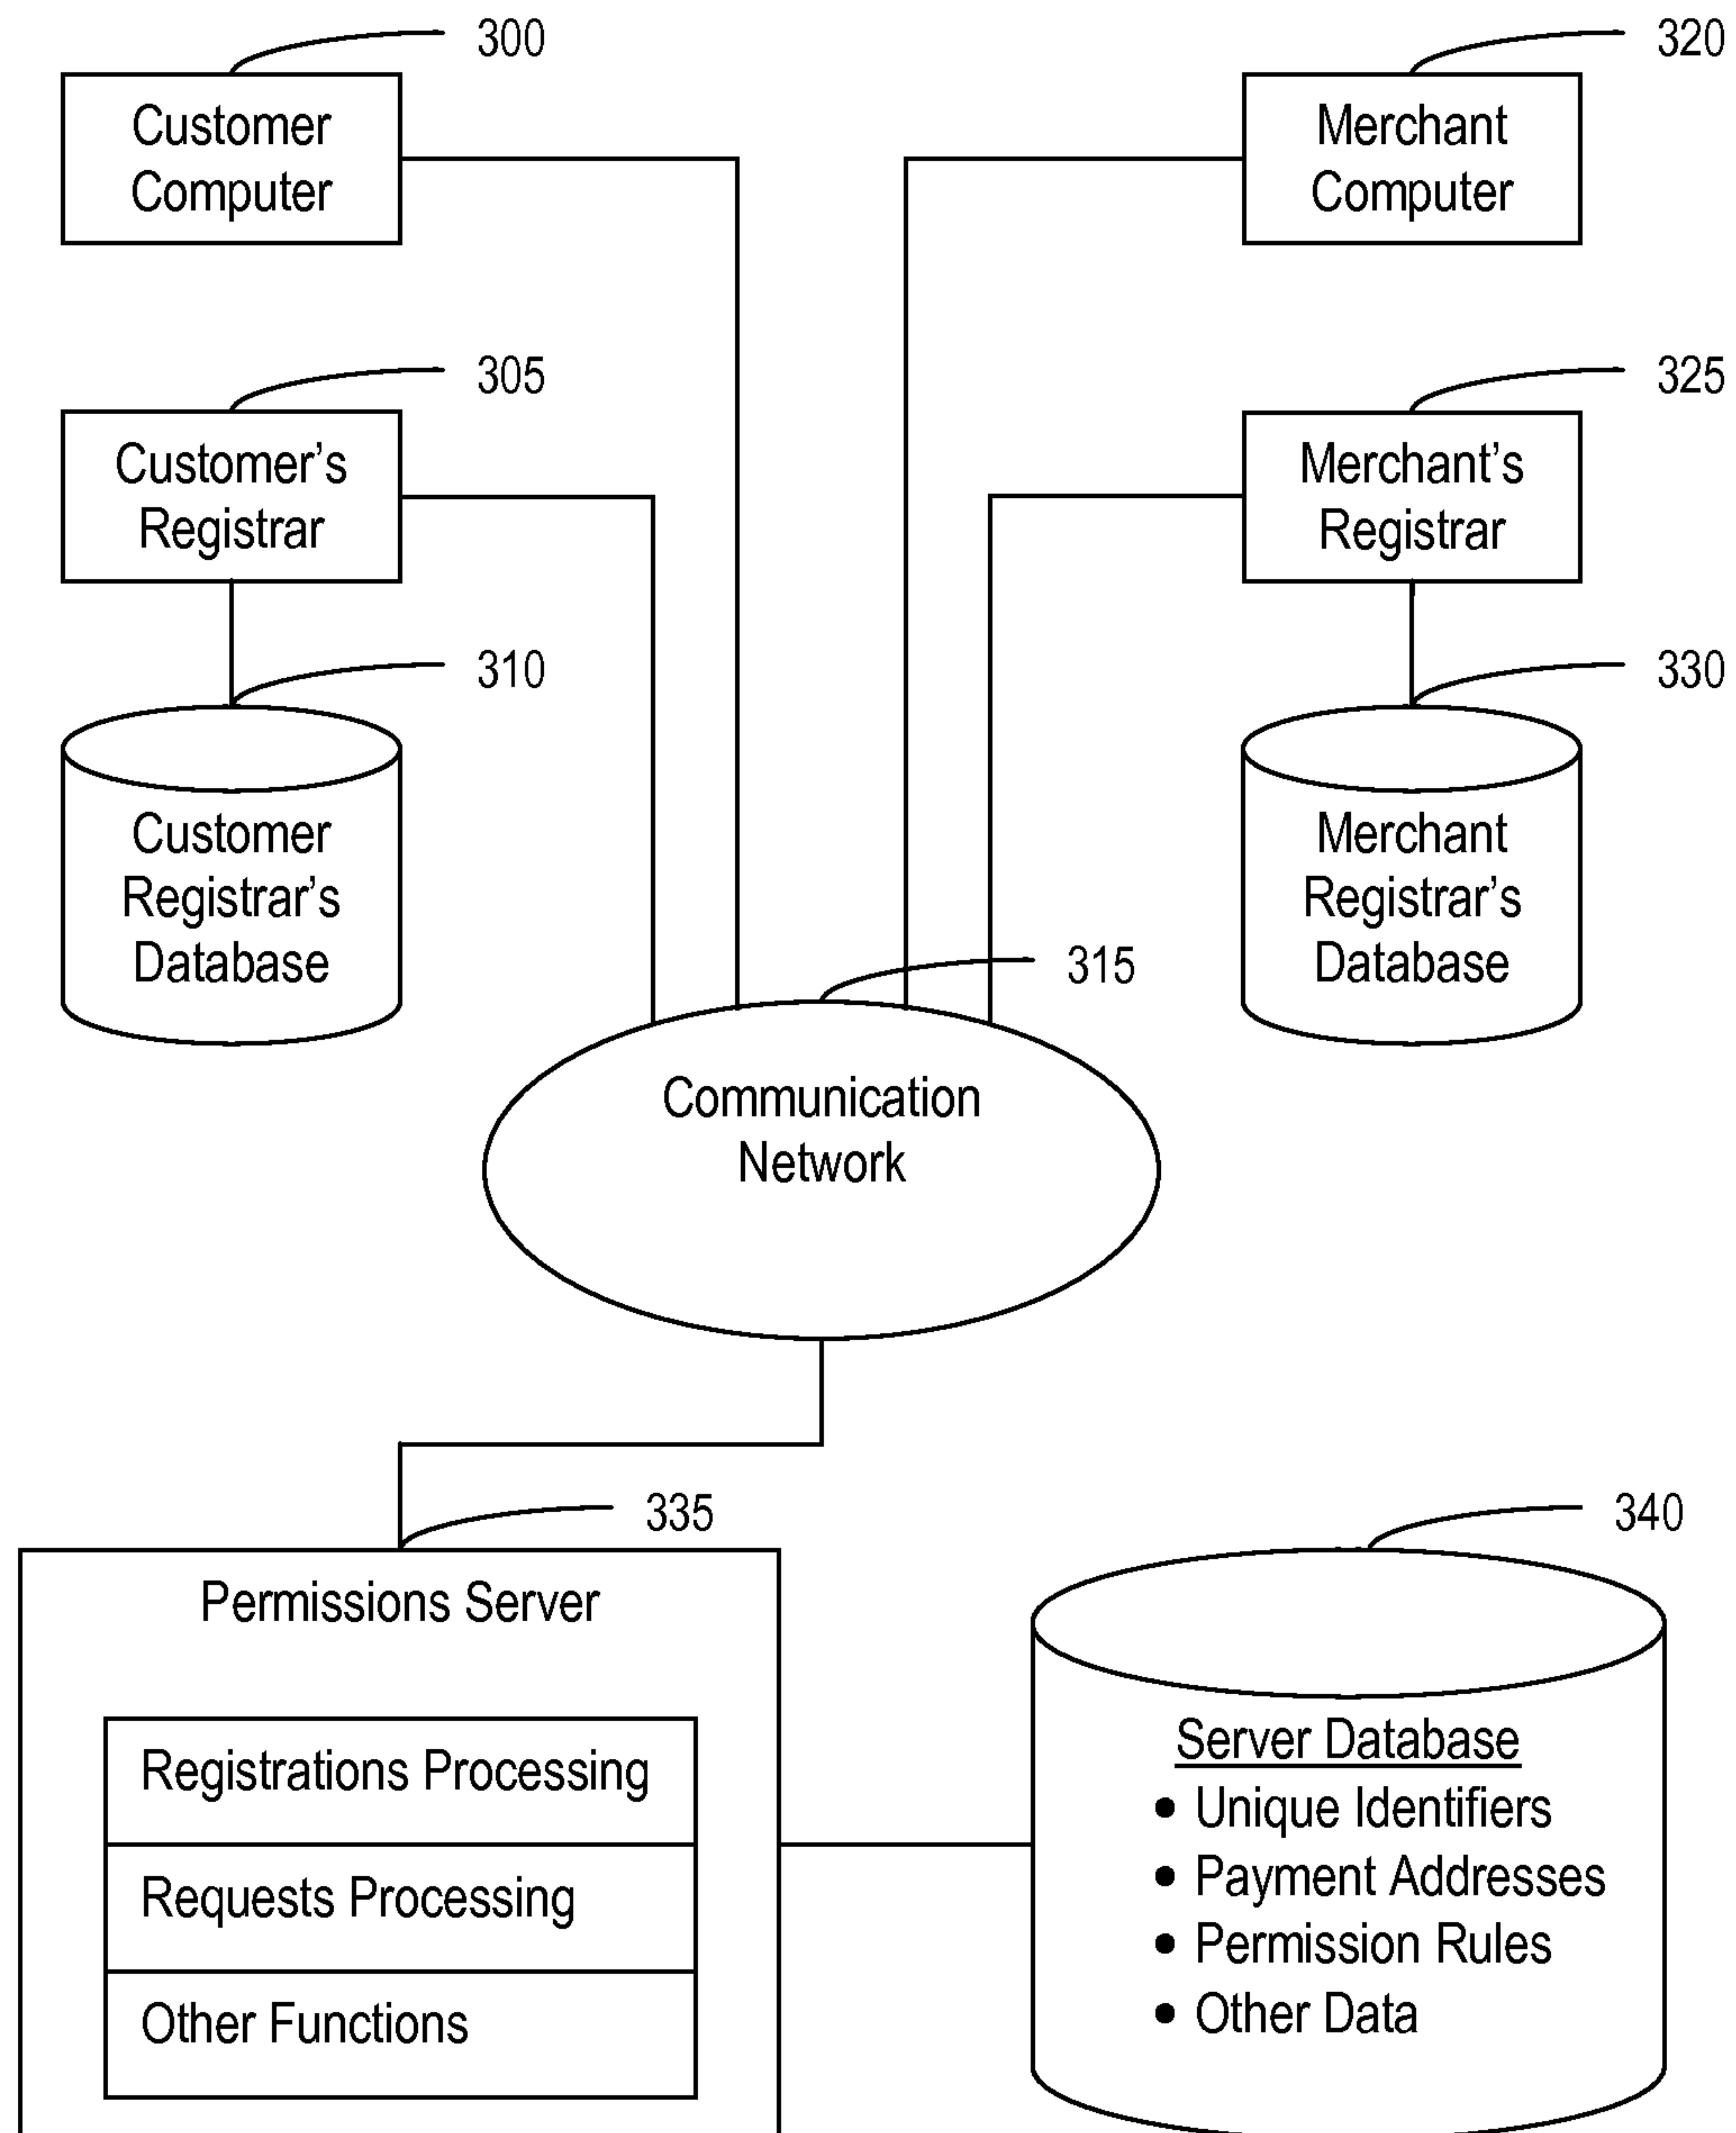 300
320
Customer
Computer
Merchant
Computer
305
325
Customer's
Registrar
Merchant's
Registrar
310
330
Customer
Registrar's
Database
Merchant
Registrar's
Database
315
Communication
Network
335
340
Permissions Server
Registrations Processing
Requests Processing
Other Functions
Server Database
• Unique Identifiers
• Payment Addresses
• Permission Rules
• Other Data